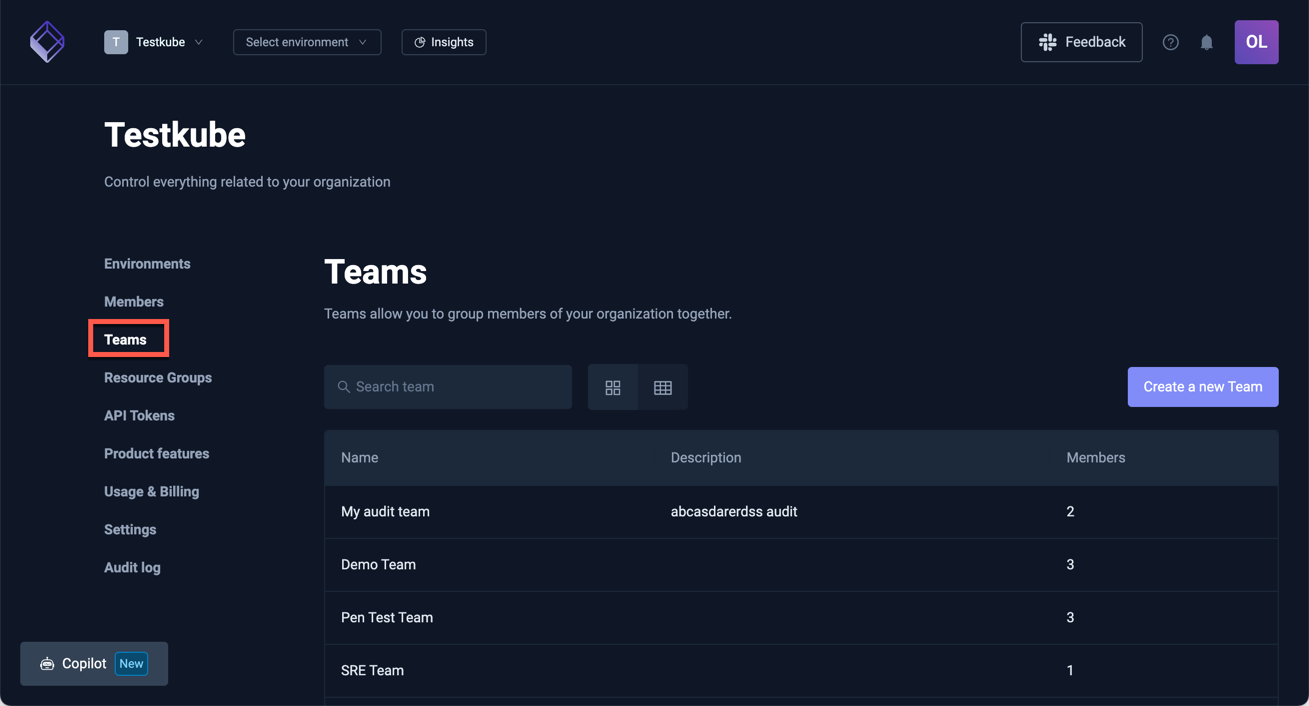 T Testkube Select environment Insights Feedback OL
Testkube
Control everything related to your organization
Environments
Members
Teams
Resource Groups
API Tokens
Product features
Usage & Billing
Settings
Audit log
Copilot New
Teams
Teams allow you to group members of your organization together.
Search team Create a new Team
Name Description Members
My audit team abcasdarerdss audit 2
Demo Team 3
Pen Test Team 3
SRE Team 1